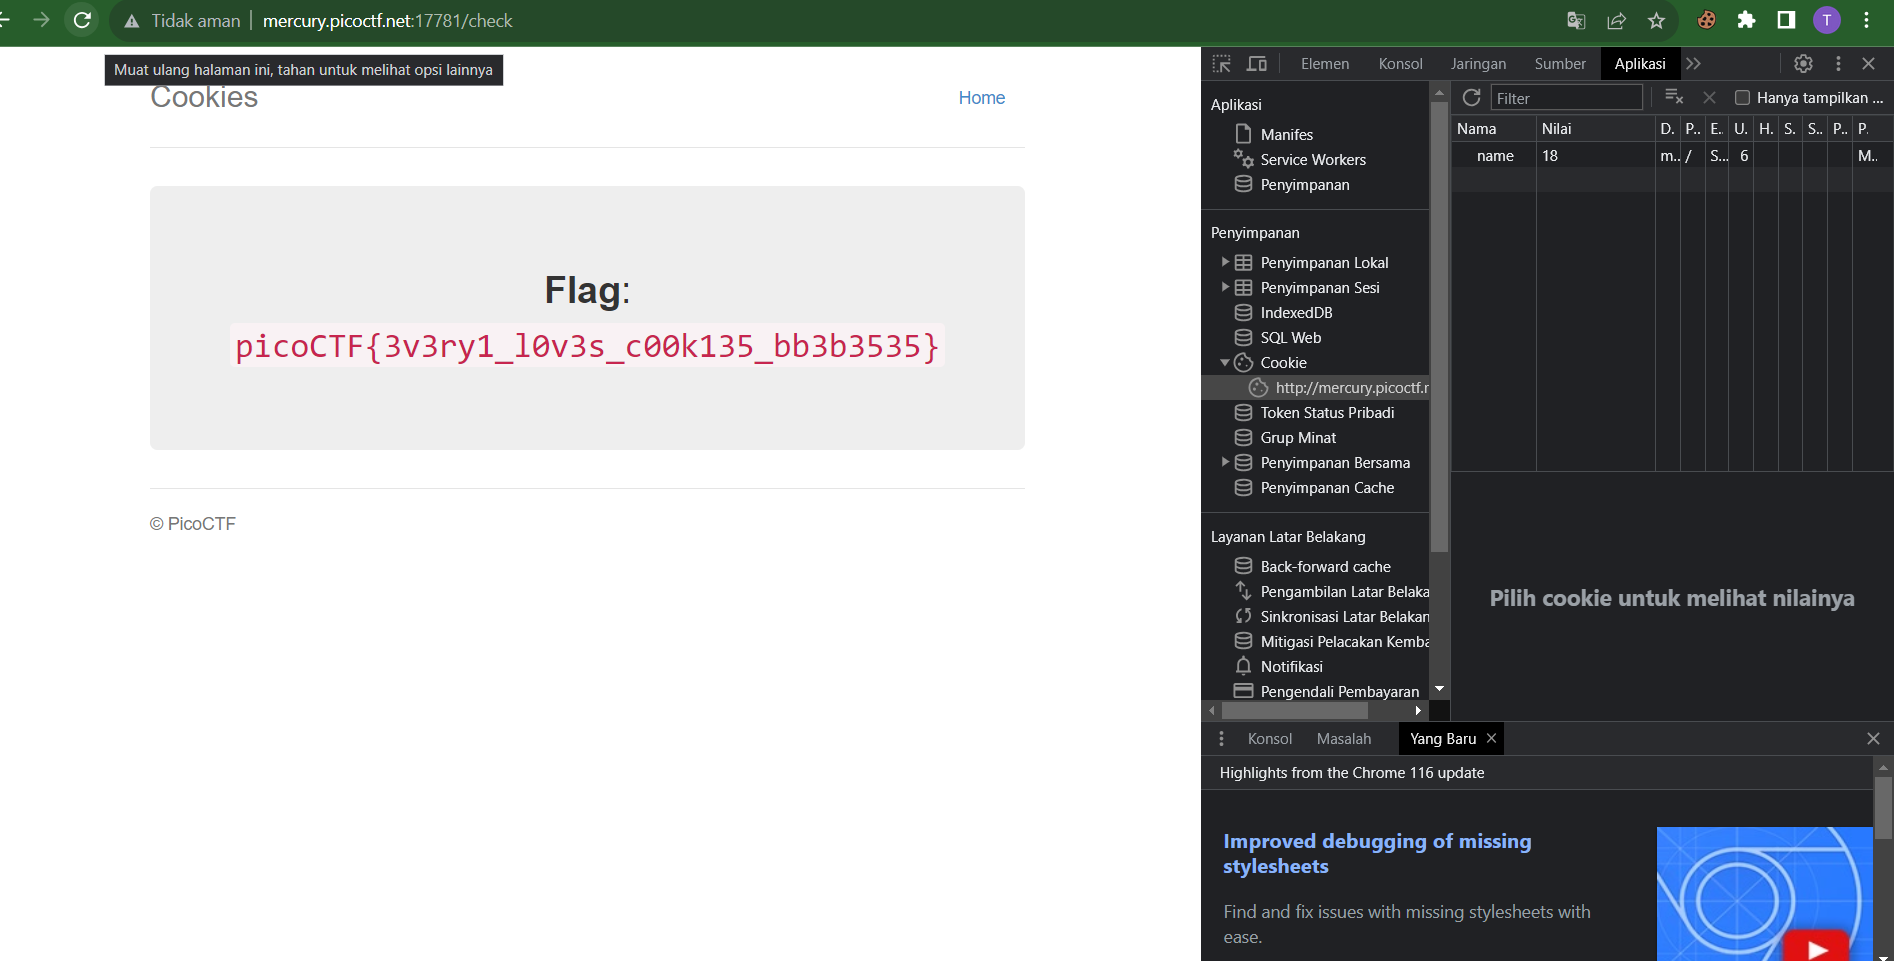 Tidak aman mercury.picoctf.net:17781/check
T
Muat ulang halaman ini, tahan untuk melihat opsi lainnya
Cookies
Home
Flag:
picoCTF{3v3ry1_l0v3s_c00k135_bb3b3535}
© PicoCTF
Elemen Konsol Jaringan Sumber Aplikasi
Aplikasi
Manifes
Service Workers
Penyimpanan
Penyimpanan
Penyimpanan Lokal
Penyimpanan Sesi
IndexedDB
SQL Web
Cookie
http://mercury.picoctf.r
Token Status Pribadi
Grup Minat
Penyimpanan Bersama
Penyimpanan Cache
Layanan Latar Belakang
Back-forward cache
Pengambilan Latar Belaka
Sinkronisasi Latar Belakan
Mitigasi Pelacakan Kemba
Notifikasi
Pengendali Pembayaran
Filter Hanya tampilkan ...
Nama Nilai D. P.. E.. U. H. S. S.. P.. P.
name 18 m.. / S... 6 M..
Pilih cookie untuk melihat nilainya
Konsol Masalah Yang Baru
Highlights from the Chrome 116 update
Improved debugging of missing
stylesheets
Find and fix issues with missing stylesheets with
ease.